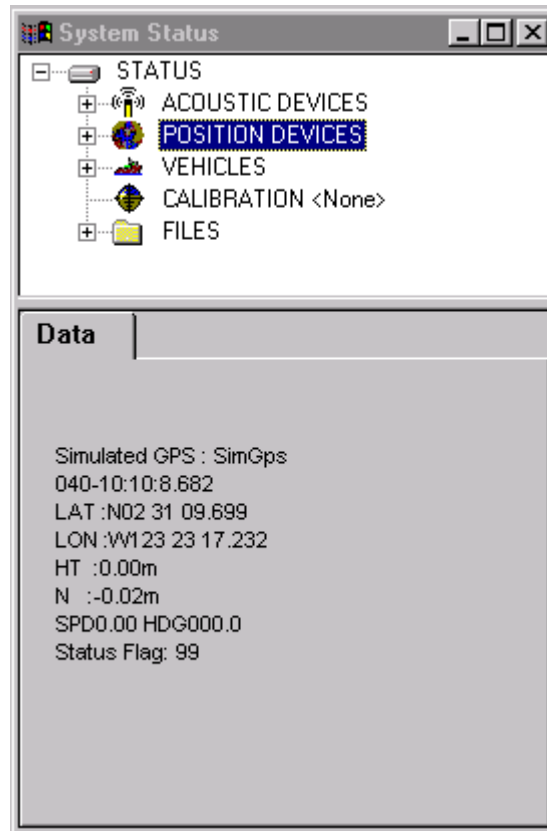 System Status
STATUS
ACOUSTIC DEVICES
POSITION DEVICES
VEHICLES
CALIBRATION <None>
FILES
Data
Simulated GPS : SimGps
040-10:10:8.682
LAT :N02 31 09.699
LON :W123 23 17.232
HT :0.00m
N :-0.02m
SPD0.00 HDG000.0
Status Flag: 99